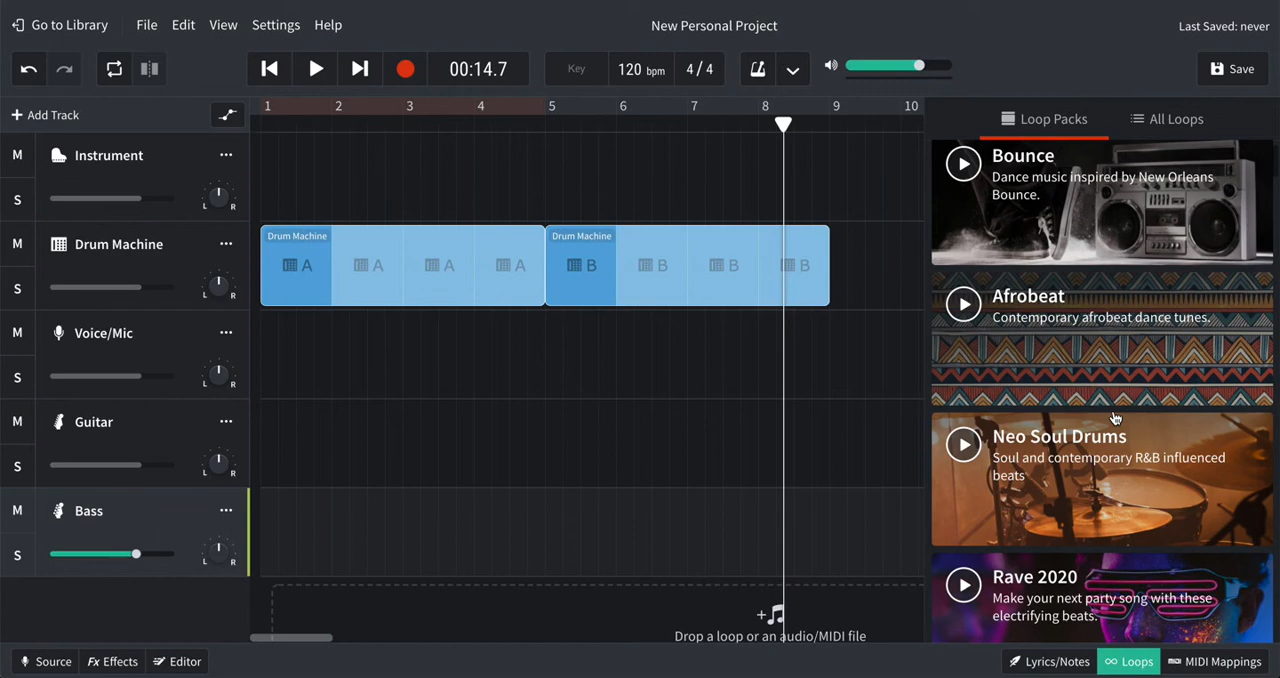 Go to Library File Edit View Settings Help New Personal Project Last Saved: never
00:14.7 Key 120 bpm 4 / 4 Save
+ Add Track 1 2 3 4 5 6 7 8 9 10 Loop Packs All Loops
M Instrument
S L R
M Drum Machine
S L R
Drum Machine Drum Machine
A A A A B B B B
M Voice/Mic
S L R
M Guitar
S L R
M Bass
S L R
Drop a loop or an audio/MIDI file
Bounce
Dance music inspired by New Orleans
Bounce.
Afrobeat
Contemporary afrobeat dance tunes.
Neo Soul Drums
Soul and contemporary R&B influenced
beats
Rave 2020
Make your next party song with these
electrifying beats.
Source Fx Effects Editor Lyrics/Notes Loops MIDI Mappings